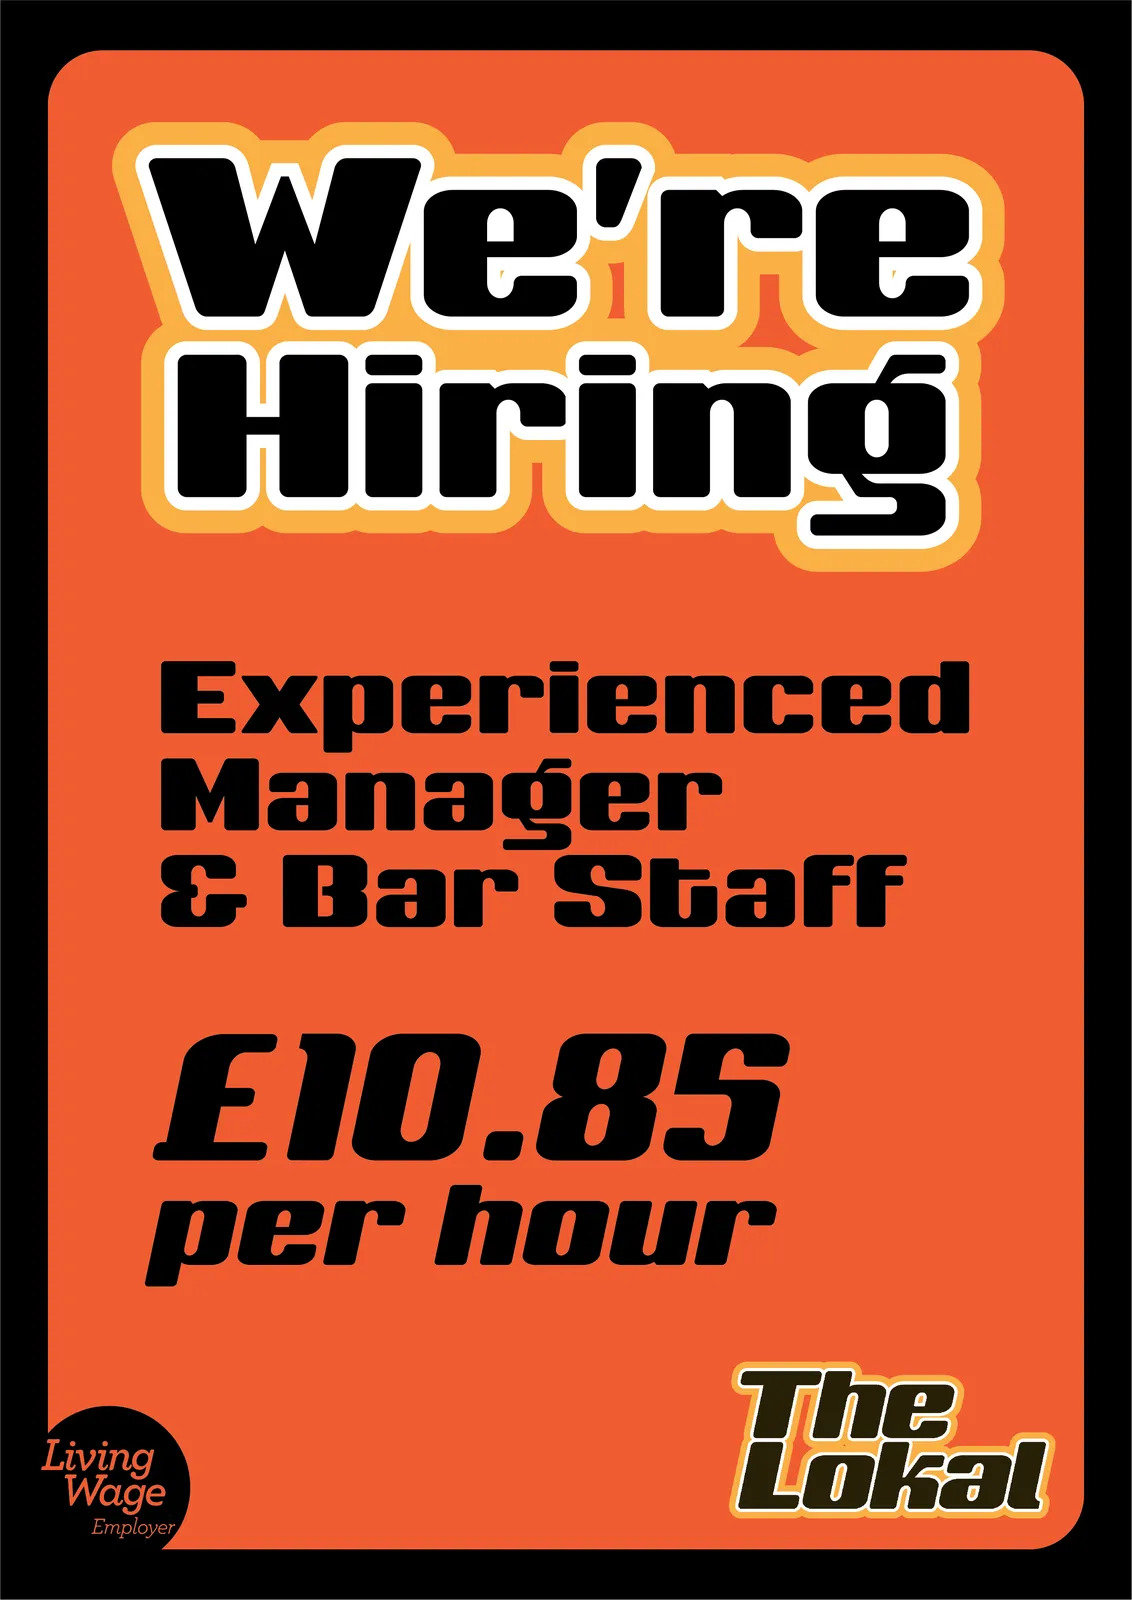 We're
Hiring
Experienced
Manager
& Bar Staff
£10.85
per hour
Living
Wage
Employer
The
Lokal